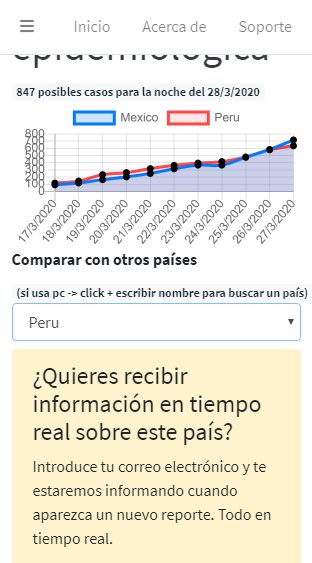 ☰ Inicio Acerca de Soporte
epidemiológica
847 posibles casos para la noche del 28/3/2020
Mexico Peru
800
700
600
500
400
300
200
100
0
17/3/2020 18/3/2020 19/3/2020 20/3/2020 21/3/2020 22/3/2020 23/3/2020 24/3/2020 25/3/2020 26/3/2020 27/3/2020
Comparar con otros países
(si usa pc -> click + escribir nombre para buscar un país)
Peru
¿Quieres recibir
información en tiempo
real sobre este país?
Introduce tu correo electrónico y te
estaremos informando cuando
aparezca un nuevo reporte. Todo en
tiempo real.